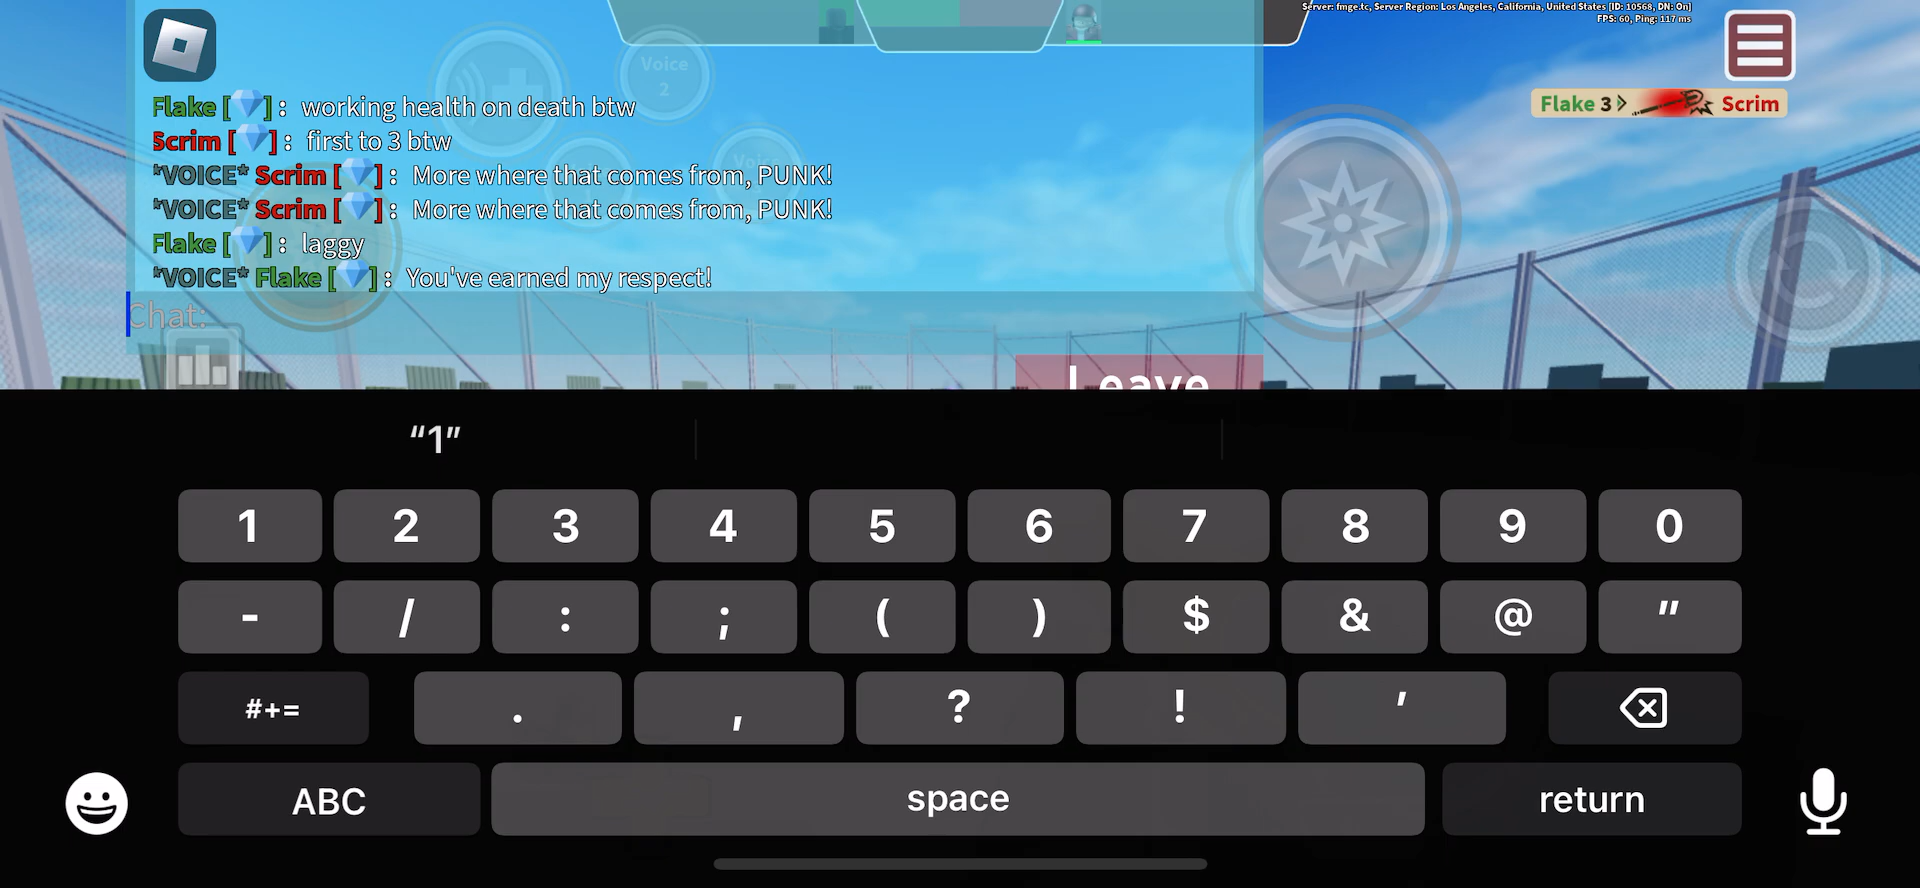 Server: fmge.tc, Server Region: Los Angeles, California, United States [ID: 10568, DN: On]
FPS: 60, Ping: 117 ms
Voice
2
Flake [💎]: working health on death btw
Flake 3 Scrim
Scrim [💎]: first to 3 btw
*VOICE* Scrim [💎]: More where that comes from, PUNK!
*VOICE* Scrim [💎]: More where that comes from, PUNK!
Flake [💎]: laggy
*VOICE* Flake [💎]: You've earned my respect!
Chat:
Leave
“1”
1 2 3 4 5 6 7 8 9 0
- / : ; ( ) $ & @ "
#+= . , ? ! '
ABC space return